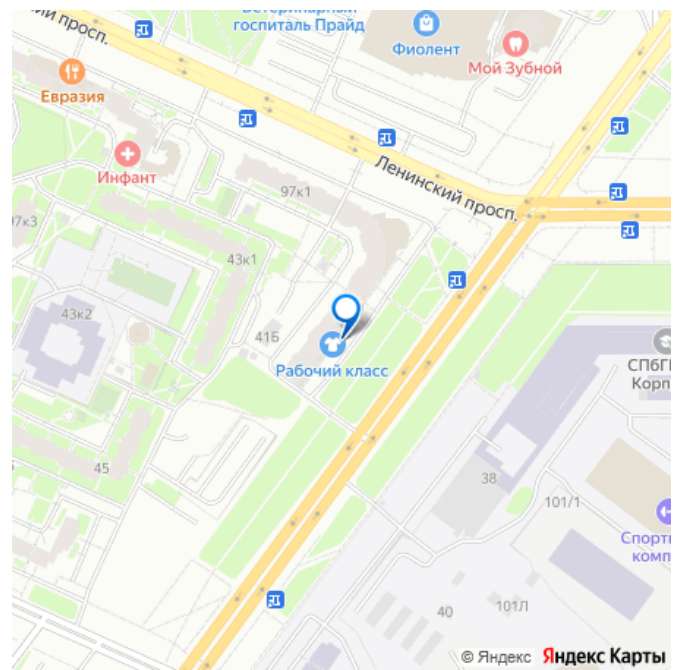 Ветеринарный
госпиталь Прайд
Фиолент
Мой Зубной
просп.
Евразия
Инфант
Ленинский просп.
97к1
97к3
43к1
43к2
41Б
Рабочий класс
СПбГ
Корп
38
101/1
45
Спорт
комп
40
101Л
© Яндекс Яндекс Карты